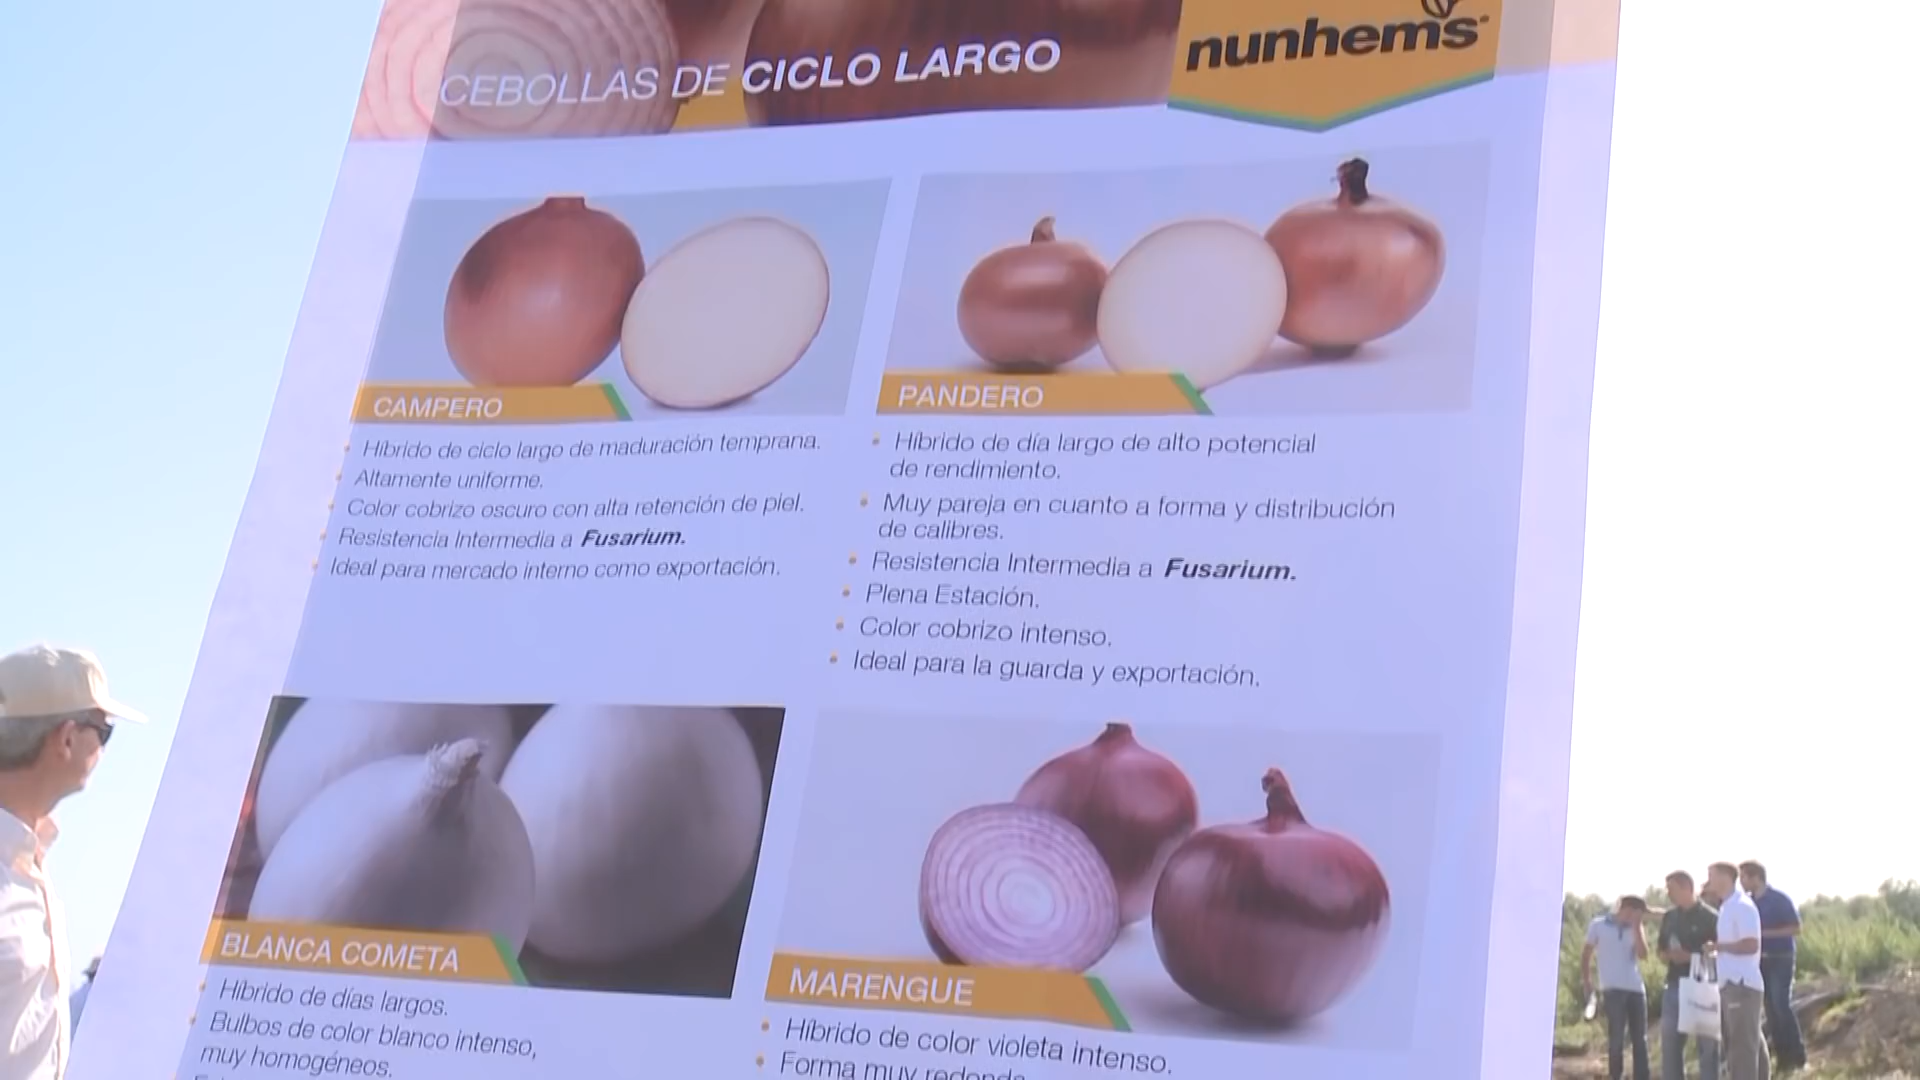 CEBOLLAS DE CICLO LARGO
nunhems
CAMPERO
• Híbrido de ciclo largo de maduración temprana.
• Altamente uniforme.
• Color cobrizo oscuro con alta retención de piel.
• Resistencia Intermedia a Fusarium.
• Ideal para mercado interno como exportación.
PANDERO
• Híbrido de día largo de alto potencial
de rendimiento.
• Muy pareja en cuanto a forma y distribución
de calibres.
• Resistencia Intermedia a Fusarium.
• Plena Estación.
• Color cobrizo intenso.
• Ideal para la guarda y exportación.
BLANCA COMETA
• Híbrido de días largos.
• Bulbos de color blanco intenso,
muy homogéneos.
MARENGUE
• Híbrido de color violeta intenso.
• Forma muy redonda